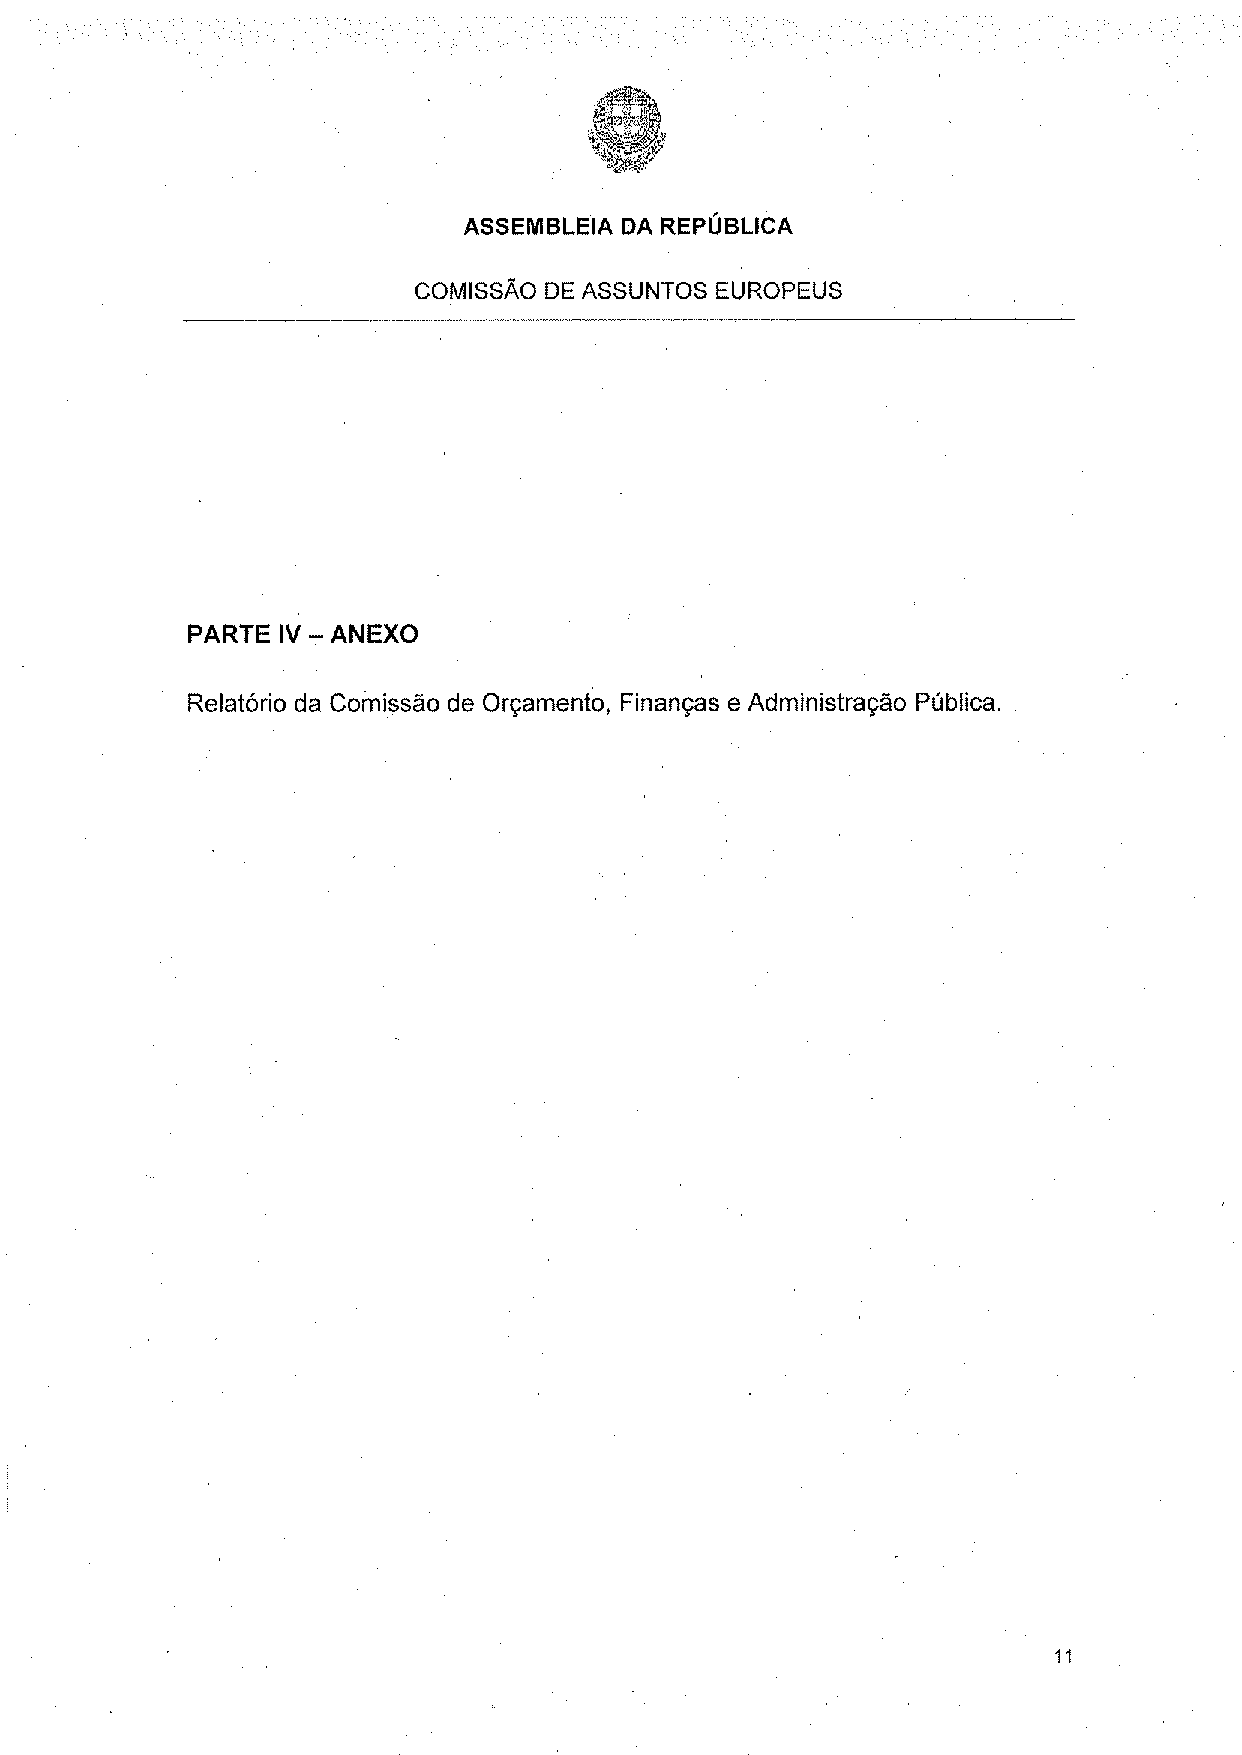 ASSEMBLEIA DA REPÚBLICA
COMISSÃO DE ASSUNTOS EUROPEUS
PARTE IV – ANEXO
Relatório da Comissão de Orçamento, Finanças e Administração Pública.
11